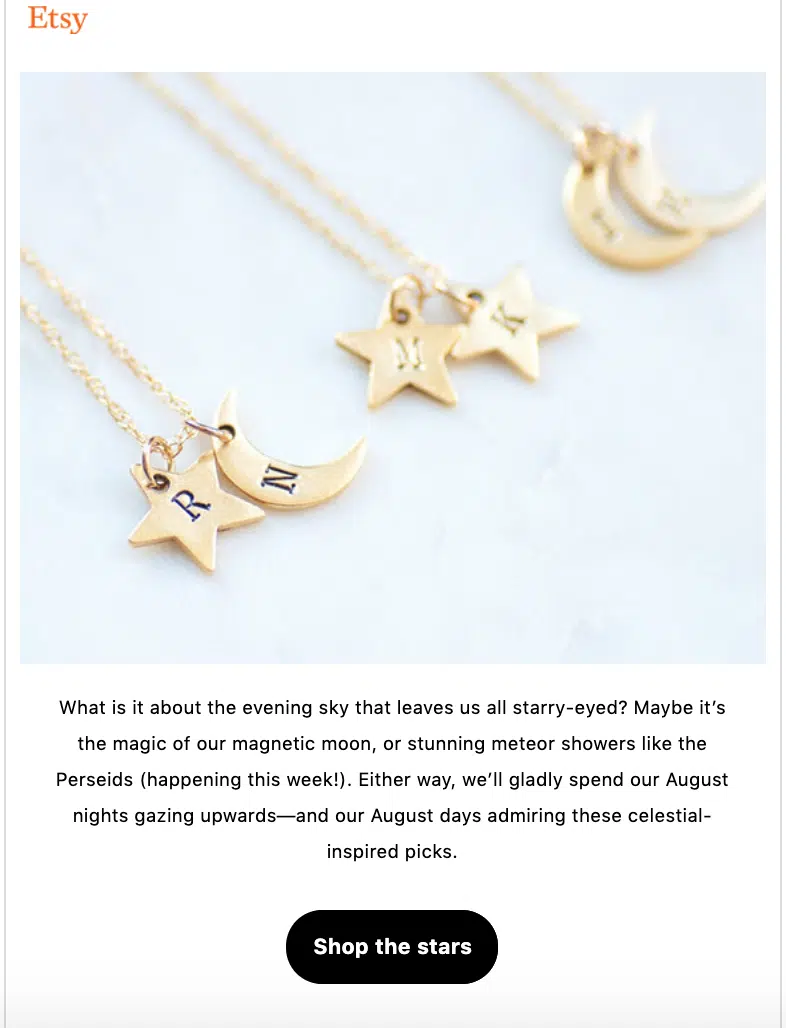 Etsy
M
K
R
N
What is it about the evening sky that leaves us all starry-eyed? Maybe it’s
the magic of our magnetic moon, or stunning meteor showers like the
Perseids (happening this week!). Either way, we’ll gladly spend our August
nights gazing upwards—and our August days admiring these celestial-
inspired picks.
Shop the stars